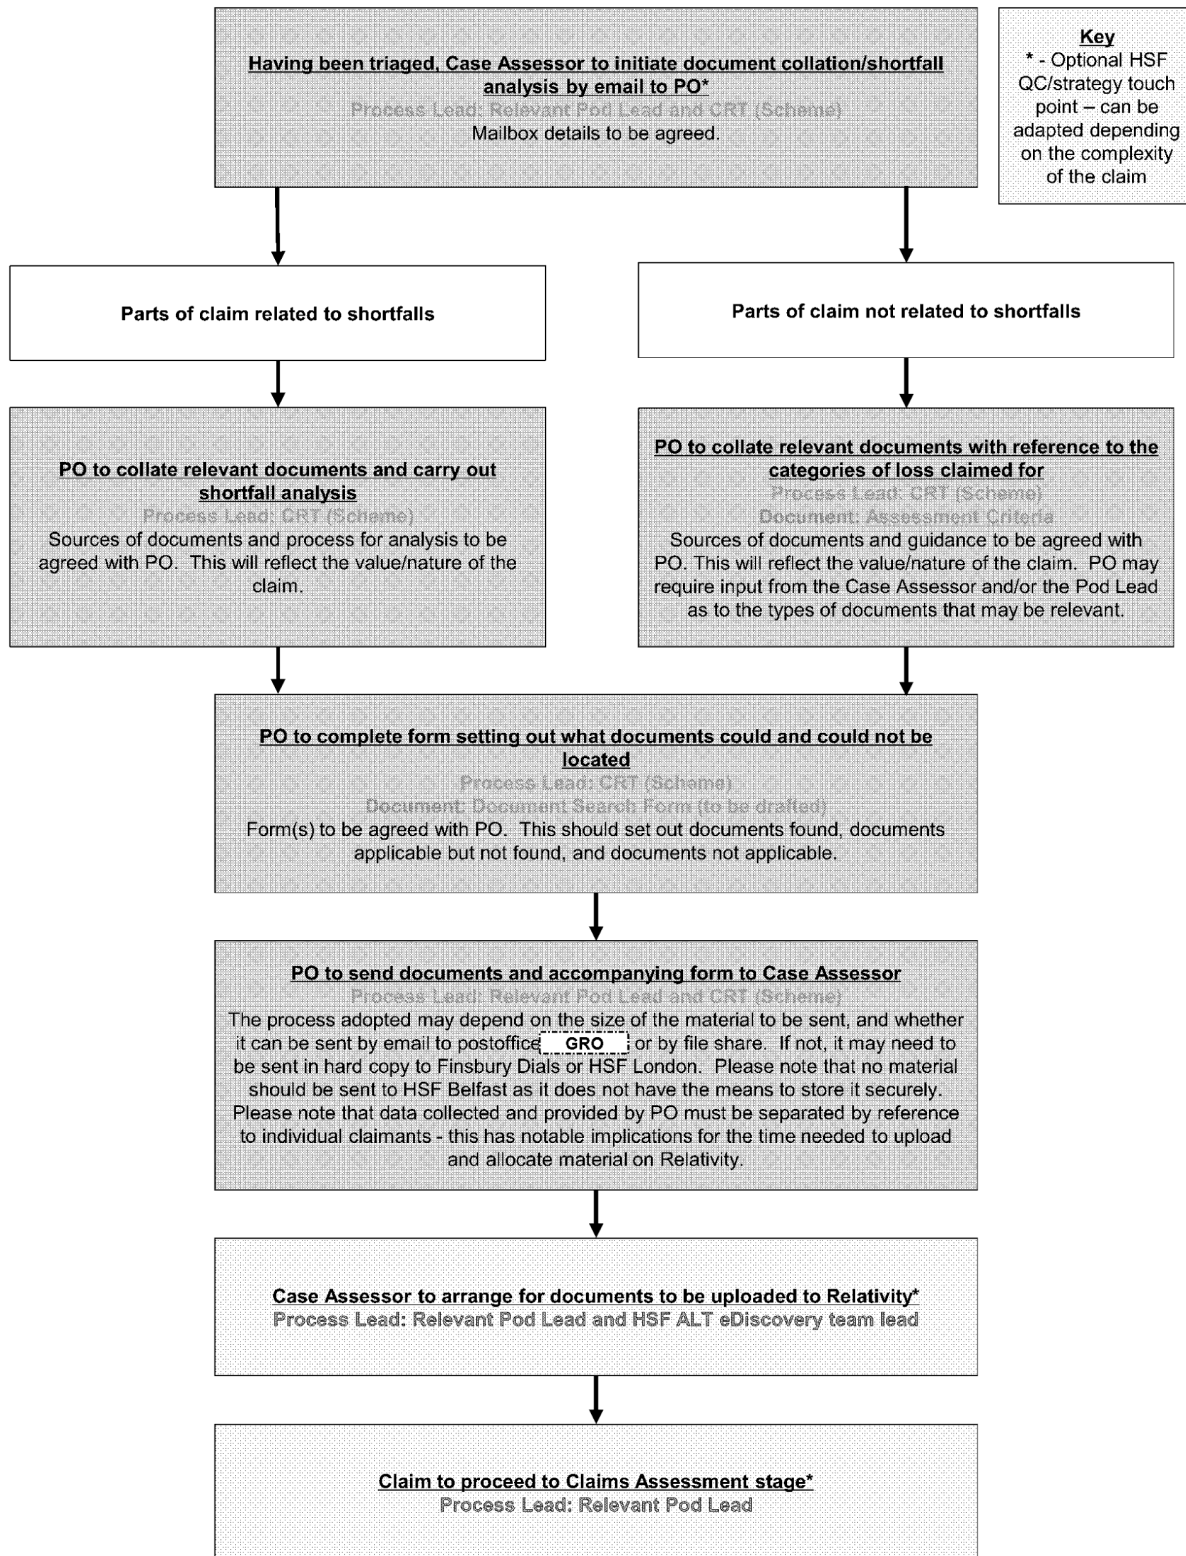 Having been triaged, Case Assessor to initiate document collation/shortfall
analysis by email to PO*
Process Lead: Relevant Pod Lead and CRT (Scheme)
Mailbox details to be agreed.
Key
* - Optional HSF
QC/strategy touch
point – can be
adapted depending
on the complexity
of the claim
Parts of claim related to shortfalls
Parts of claim not related to shortfalls
PO to collate relevant documents and carry out
shortfall analysis
Process Lead: CRT (Scheme)
Sources of documents and process for analysis to be
agreed with PO. This will reflect the value/nature of the
claim.
PO to collate relevant documents with reference to the
categories of loss claimed for
Process Lead: CRT (Scheme)
Document: Assessment Criteria
Sources of documents and guidance to be agreed with
PO. This will reflect the value/nature of the claim. PO may
require input from the Case Assessor and/or the Pod Lead
as to the types of documents that may be relevant.
PO to complete form setting out what documents could and could not be
located
Process Lead: CRT (Scheme)
Document: Document Search Form (to be drafted)
Form(s) to be agreed with PO. This should set out documents found, documents
applicable but not found, and documents not applicable.
PO to send documents and accompanying form to Case Assessor
Process Lead: Relevant Pod Lead and CRT (Scheme)
The process adopted may depend on the size of the material to be sent, and whether
it can be sent by email to postoffice GRO or by file share. If not, it may need to
be sent in hard copy to Finsbury Dials or HSF London. Please note that no material
should be sent to HSF Belfast as it does not have the means to store it securely.
Please note that data collected and provided by PO must be separated by reference
to individual claimants - this has notable implications for the time needed to upload
and allocate material on Relativity.
Case Assessor to arrange for documents to be uploaded to Relativity*
Process Lead: Relevant Pod Lead and HSF ALT eDiscovery team lead
Claim to proceed to Claims Assessment stage*
Process Lead: Relevant Pod Lead